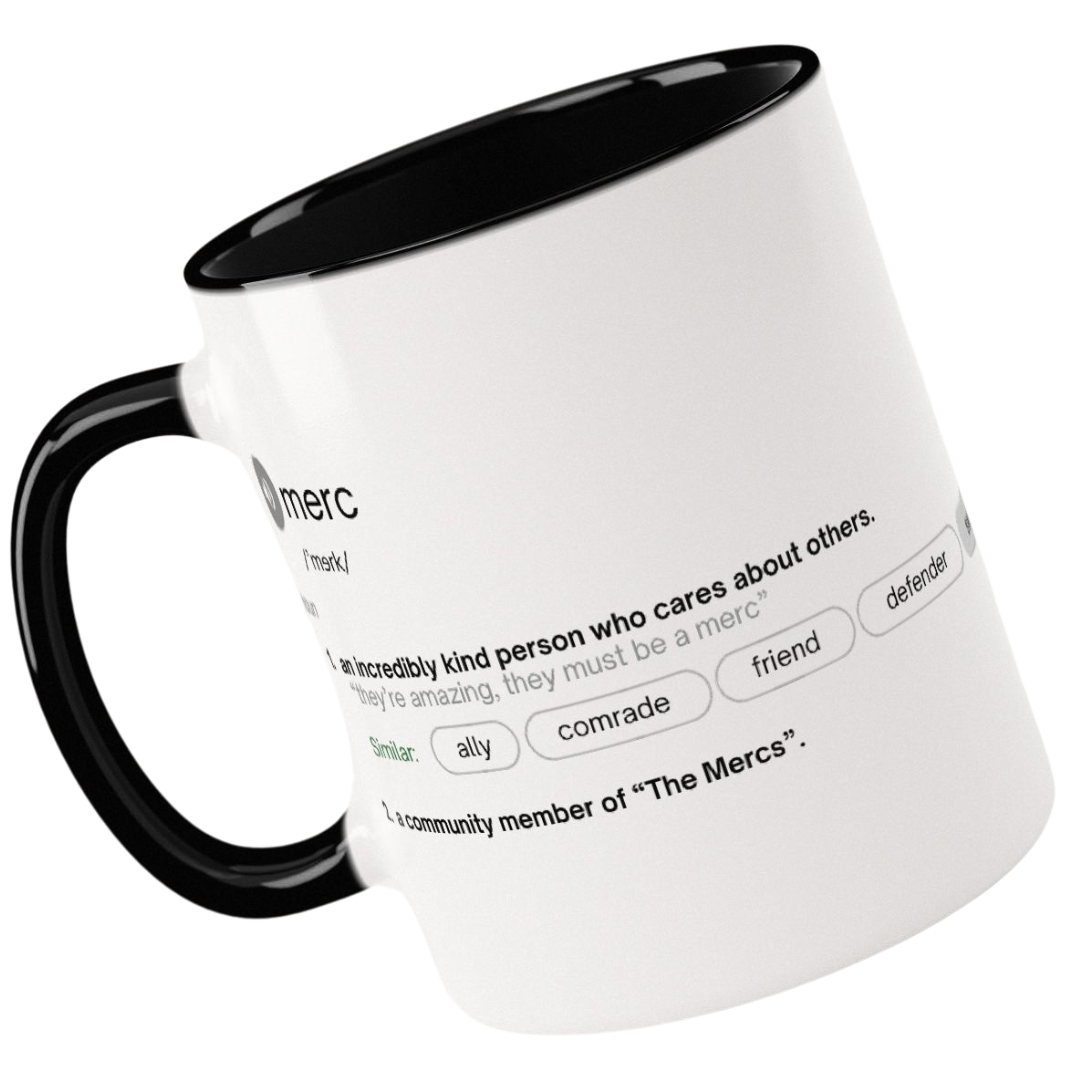 merc
/'mərk/
1. an incredibly kind person who cares about others.
“they're amazing, they must be a merc”
Similar: ally comrade friend defender
2. a community member of “The Mercs”.